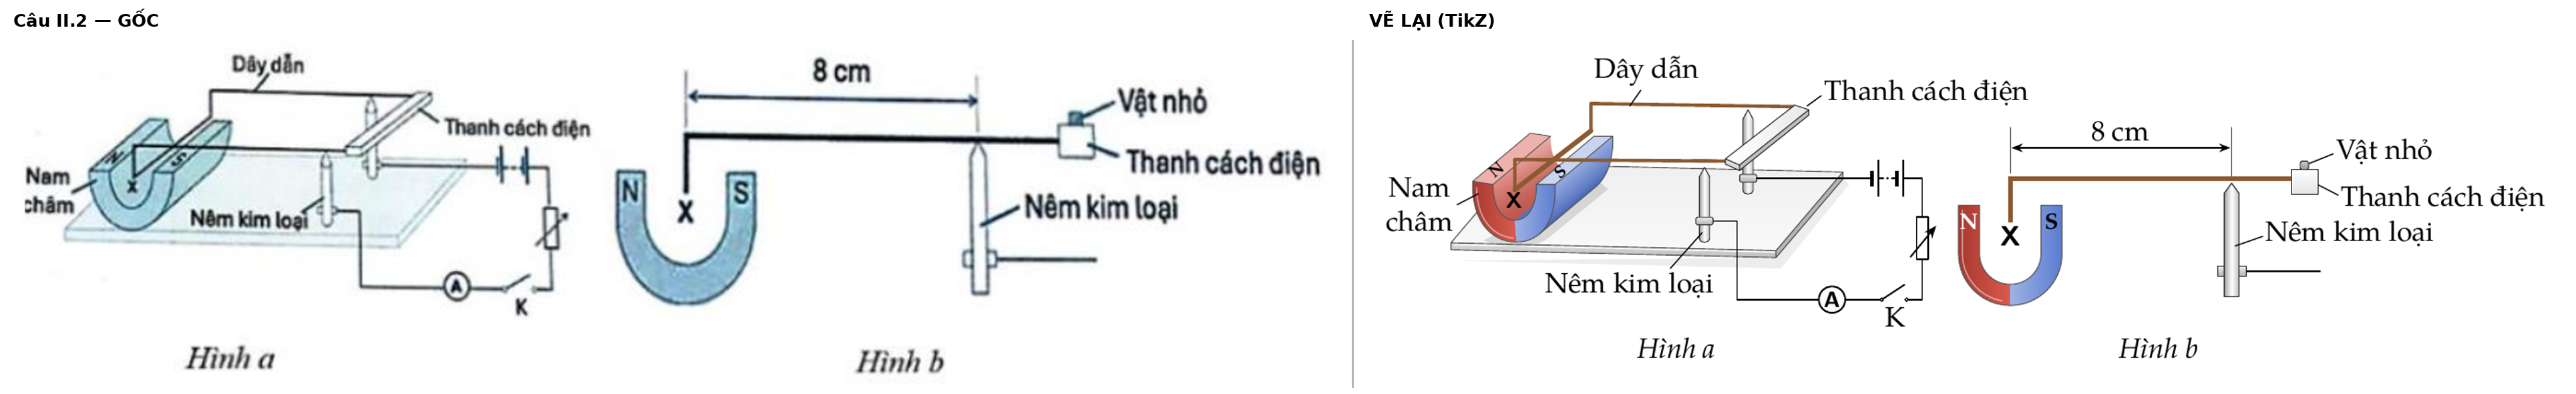 Câu II.2 — GỐC
Dây dẫn
Thanh cách điện
N
S
X
Nam
châm
Nêm kim loại
A
K
Hình a
8 cm
Vật nhỏ
Thanh cách điện
N
S
X
Nêm kim loại
Hình b
VẼ LẠI (TikZ)
Dây dẫn
Thanh cách điện
N
S
X
Nam
châm
Nêm kim loại
A
K
Hình a
8 cm
Vật nhỏ
Thanh cách điện
N
S
X
Nêm kim loại
Hình b